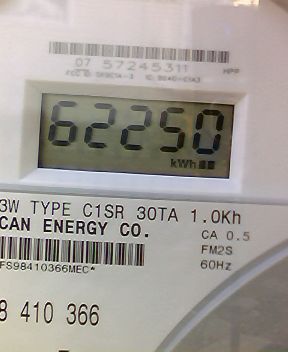 07 57245311
HPP
62250
kWh
3W TYPE C1SR 30TA 1.0Kh
CAN ENERGY CO.
CA 0.5
FM2S
60Hz
FS98410366MEC*
8 410 366